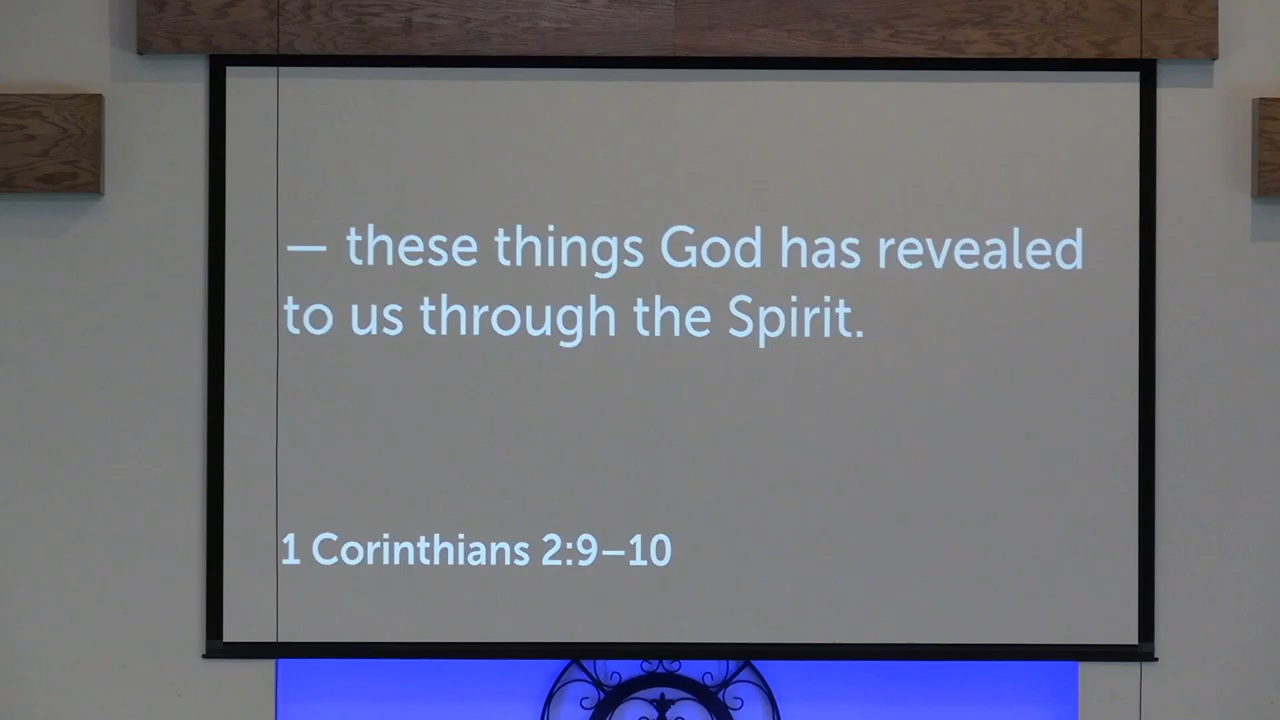 — these things God has revealed
to us through the Spirit.
1 Corinthians 2:9–10